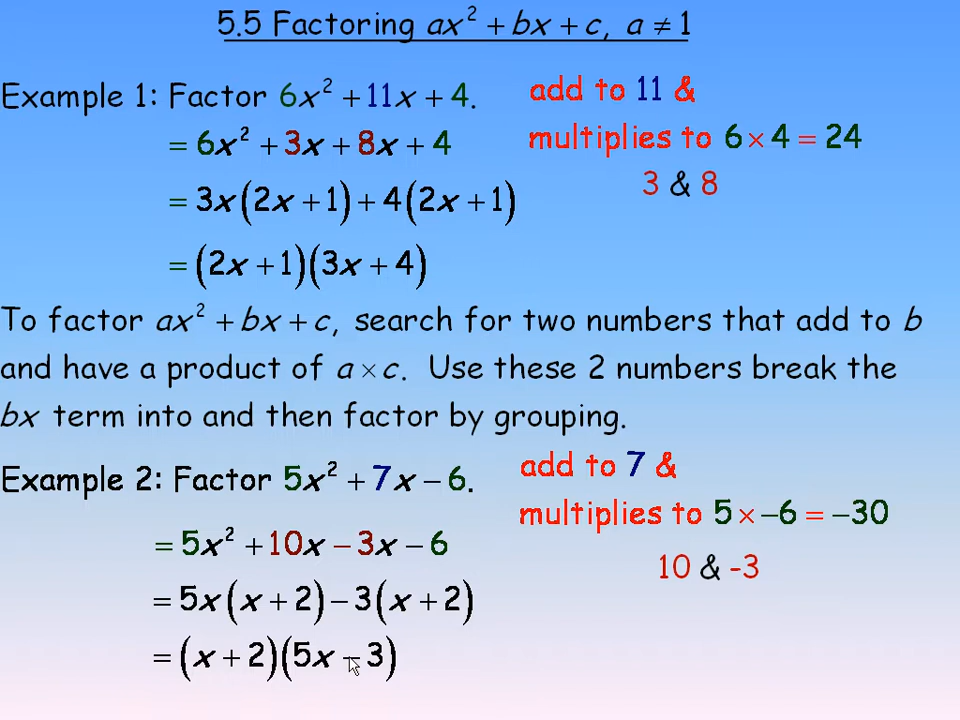 5.5 Factoring ax² + bx + c, a ≠ 1
Example 1: Factor 6x² + 11x + 4.
add to 11 &
= 6x² + 3x + 8x + 4
multiplies to 6 × 4 = 24
3 & 8
= 3x(2x + 1) + 4(2x + 1)
= (2x + 1)(3x + 4)
To factor ax² + bx + c, search for two numbers that add to b
and have a product of a × c. Use these 2 numbers break the
bx term into and then factor by grouping.
Example 2: Factor 5x² + 7x − 6.
add to 7 &
multiplies to 5 × −6 = −30
= 5x² + 10x − 3x − 6
10 & -3
= 5x(x + 2) − 3(x + 2)
= (x + 2)(5x − 3)